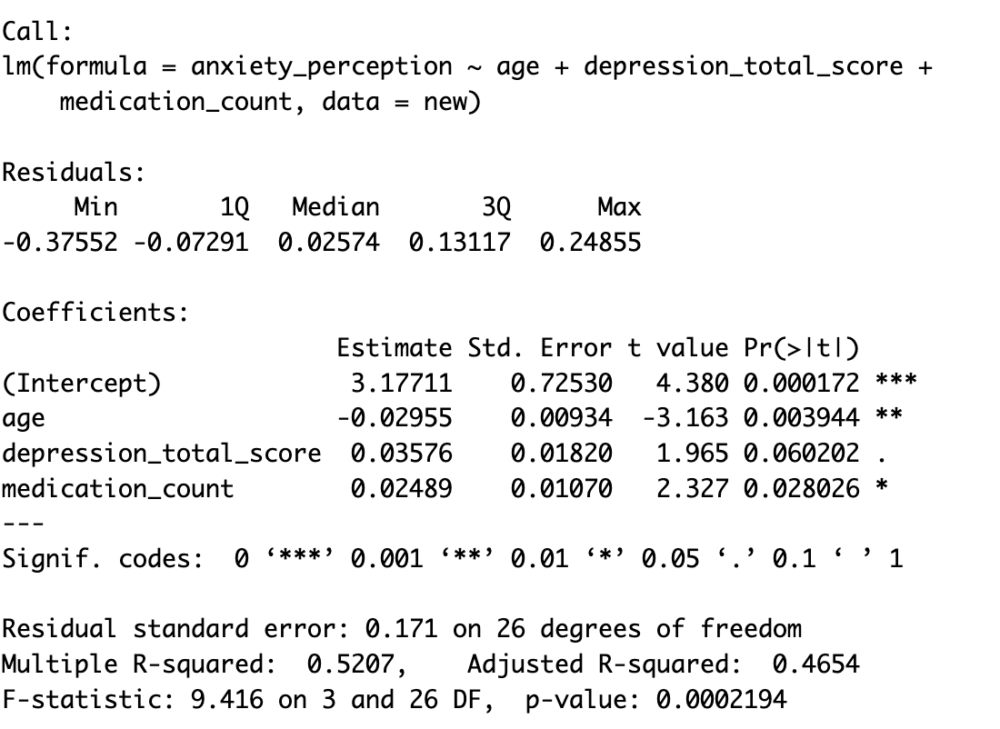 Call:
lm(formula = anxiety_perception ~ age + depression_total_score +
    medication_count, data = new)

Residuals:
     Min       1Q   Median       3Q      Max
-0.37552 -0.07291  0.02574  0.13117  0.24855

Coefficients:
                       Estimate Std. Error t value Pr(>|t|)
(Intercept)             3.17711    0.72530   4.380 0.000172 ***
age                    -0.02955    0.00934  -3.163 0.003944 **
depression_total_score  0.03576    0.01820   1.965 0.060202 .
medication_count        0.02489    0.01070   2.327 0.028026 *
---
Signif. codes:  0 ‘***’ 0.001 ‘**’ 0.01 ‘*’ 0.05 ‘.’ 0.1 ‘ ’ 1

Residual standard error: 0.171 on 26 degrees of freedom
Multiple R-squared:  0.5207,    Adjusted R-squared:  0.4654
F-statistic: 9.416 on 3 and 26 DF,  p-value: 0.0002194